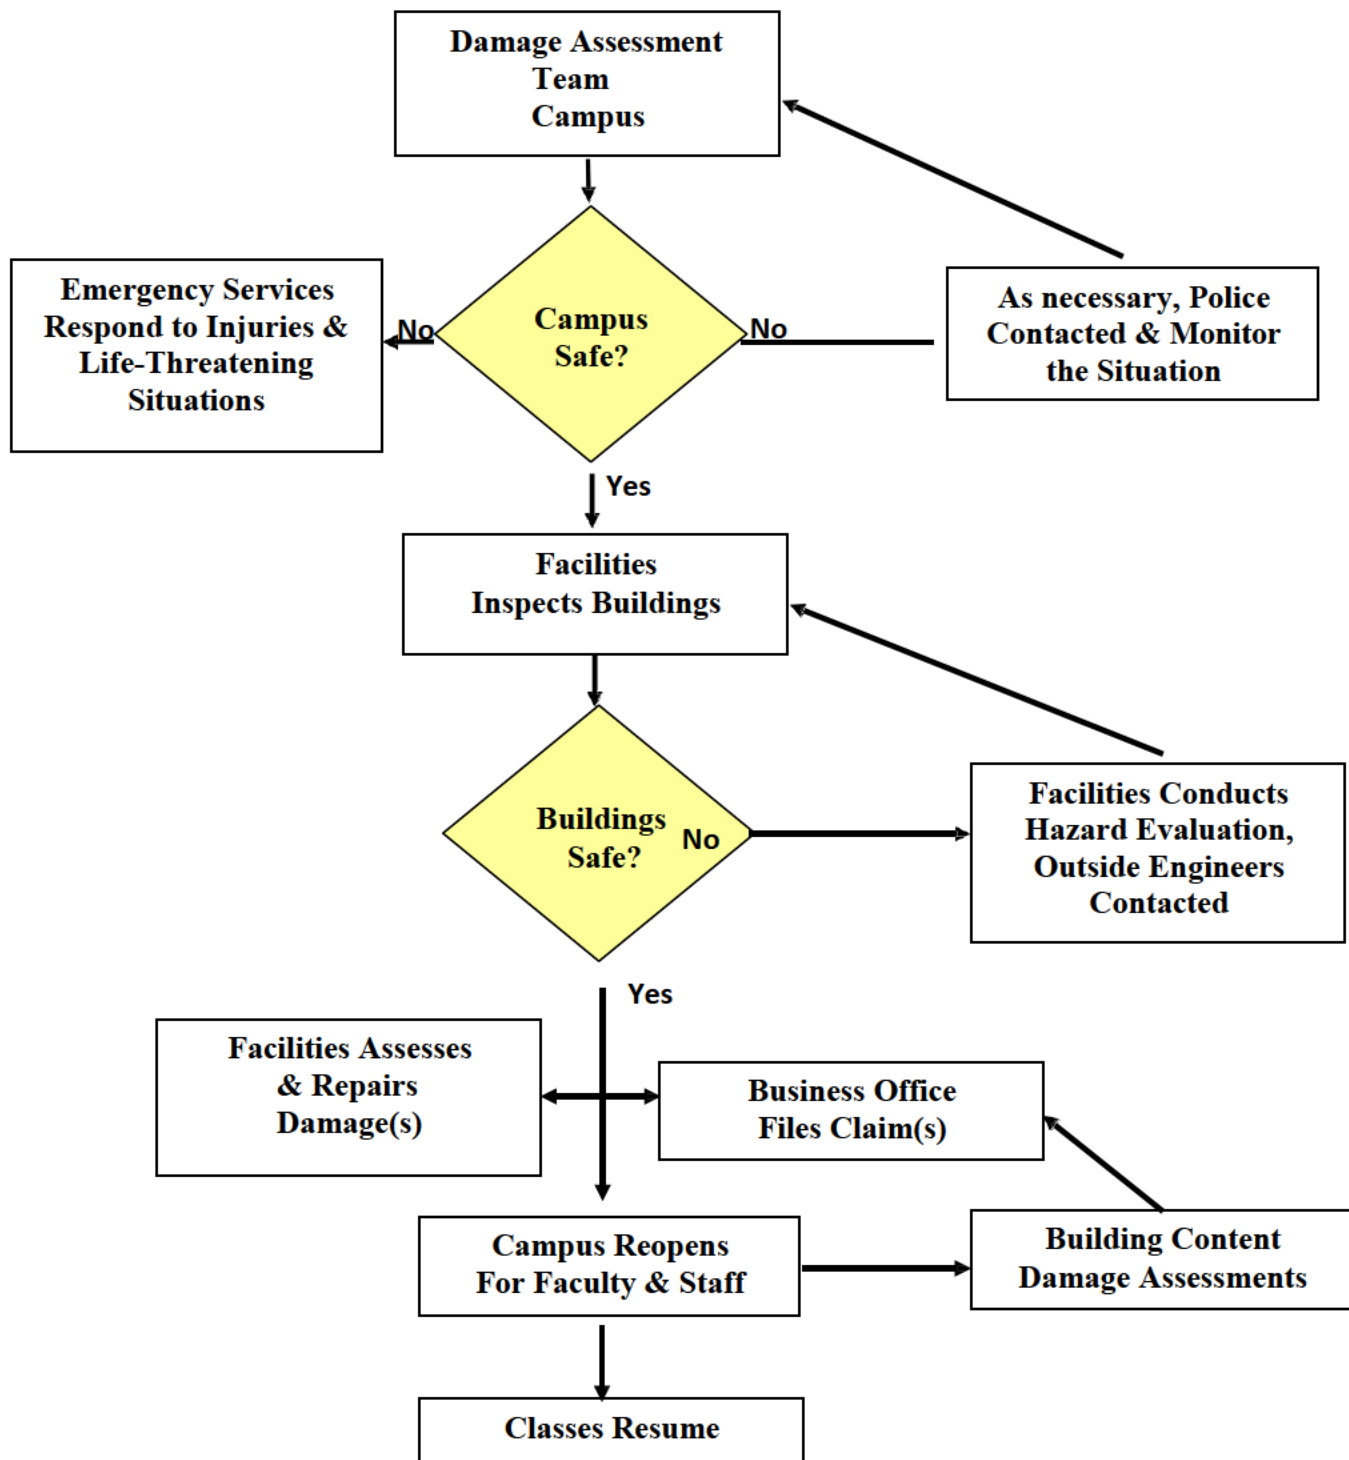 Damage Assessment
Team
Campus
Emergency Services
Respond to Injuries &
Life-Threatening
Situations
No
Campus
Safe?
No
As necessary, Police
Contacted & Monitor
the Situation
Yes
Facilities
Inspects Buildings
Buildings
Safe?
No
Facilities Conducts
Hazard Evaluation,
Outside Engineers
Contacted
Yes
Facilities Assesses
& Repairs
Damage(s)
Business Office
Files Claim(s)
Campus Reopens
For Faculty & Staff
Building Content
Damage Assessments
Classes Resume